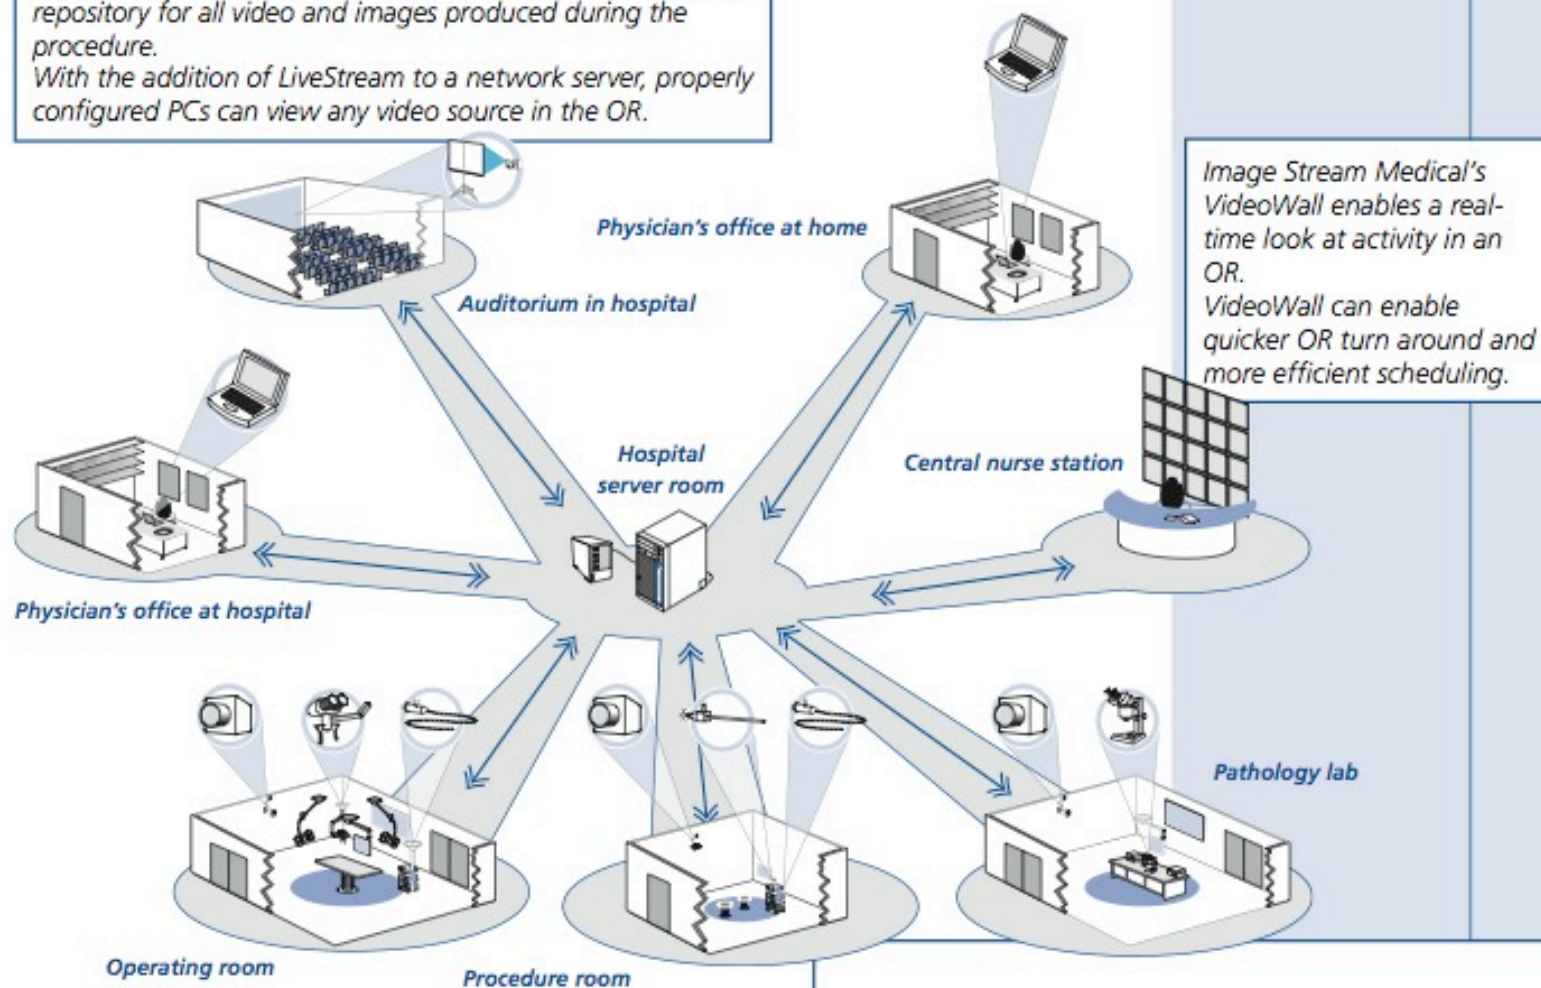 repository for all video and images produced during the
procedure.
With the addition of LiveStream to a network server, properly
configured PCs can view any video source in the OR.
Image Stream Medical's
VideoWall enables a real-
time look at activity in an
OR.
VideoWall can enable
quicker OR turn around and
more efficient scheduling.
Physician's office at home
Auditorium in hospital
Hospital
server room
Central nurse station
Physician's office at hospital
Pathology lab
Operating room
Procedure room